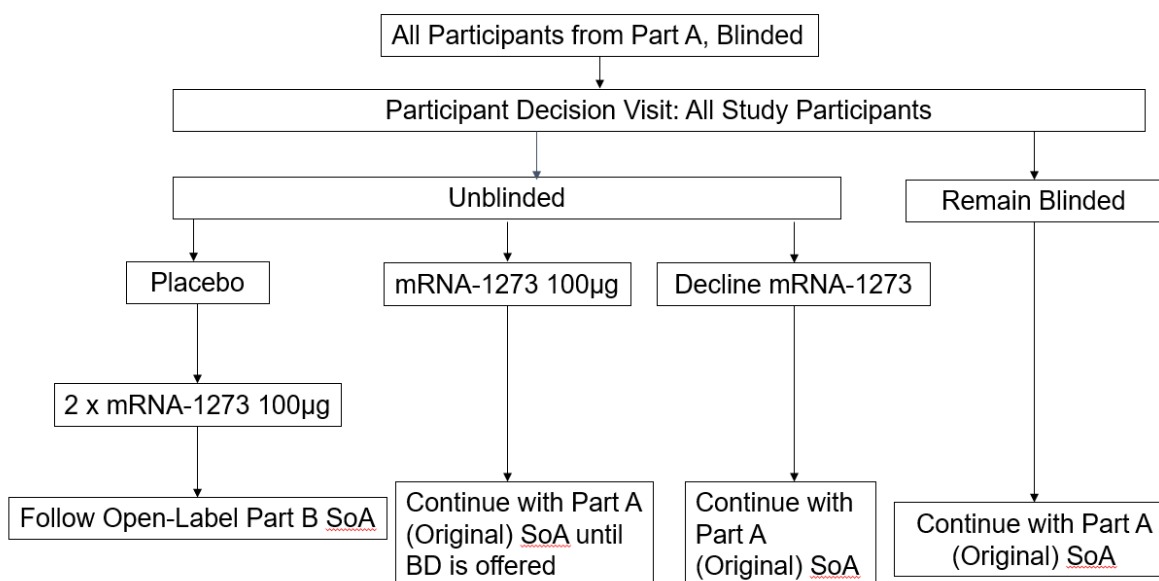 All Participants from Part A, Blinded
Participant Decision Visit: All Study Participants
Unblinded
Remain Blinded
Placebo
mRNA-1273 100µg
Decline mRNA-1273
2 x mRNA-1273 100µg
Follow Open-Label Part B SoA
Continue with Part A
(Original) SoA until
BD is offered
Continue with
Part A
(Original) SoA
Continue with Part A
(Original) SoA